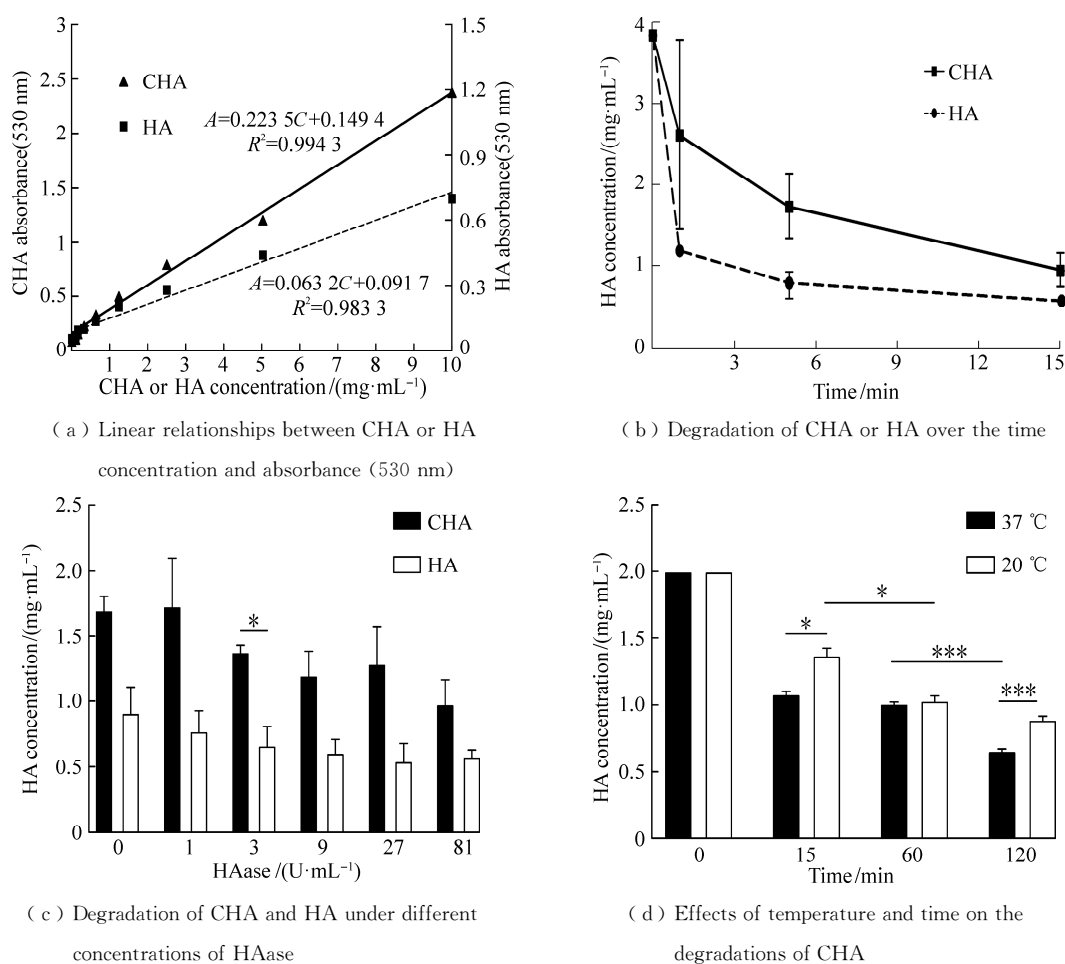 3
2.5
2
1.5
1
0.5
0
CHA absorbance(530 nm)
CHA
HA
A=0.223 5C+0.149 4
R²=0.994 3
A=0.063 2C+0.091 7
R²=0.983 3
1.5
1.2
0.9
0.6
0.3
0
HA absorbance(530 nm)
1 2 3 4 5 6 7 8 9 10
CHA or HA concentration/(mg·mL⁻¹)
(a) Linear relationships between CHA or HA
concentration and absorbance (530 nm)
4
3
2
1
0
HA concentration/(mg·mL⁻¹)
CHA
HA
3 6 9 12 15
Time/min
(b) Degradation of CHA or HA over the time
2.5
2.0
1.5
1.0
0.5
0
HA concentration/(mg·mL⁻¹)
CHA
HA
*
0 1 3 9 27 81
HAase/(U·mL⁻¹)
(c) Degradation of CHA and HA under different
concentrations of HAase
2.5
2.0
1.5
1.0
0.5
0
HA concentration/(mg·mL⁻¹)
37 ℃
20 ℃
*
*
***
***
0 15 60 120
Time/min
(d) Effects of temperature and time on the
degradations of CHA